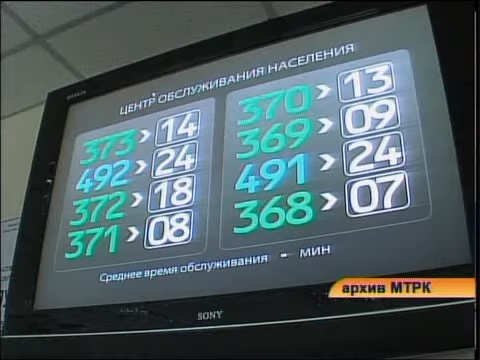 ЦЕНТР ОБСЛУЖИВАНИЯ НАСЕЛЕНИЯ
373 > 14
492 > 24
372 > 18
371 > 08
370 > 13
369 > 09
491 > 24
368 > 07
Среднее время обслуживания - мин
архив МТРК
SONY